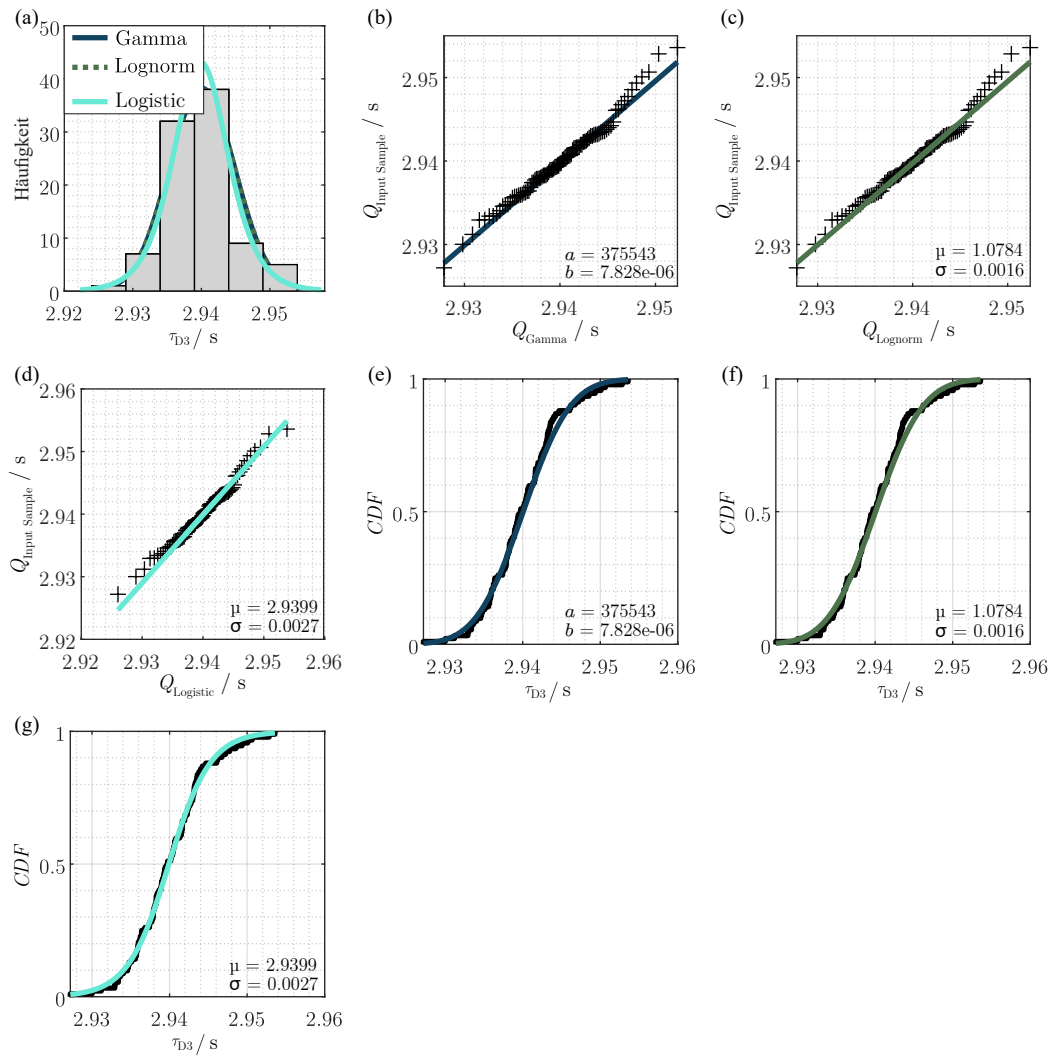 (a)
50
40
30
20
10
0
Häufigkeit
Gamma
Lognorm
Logistic
2.92 2.93 2.94 2.95
τD3 / s
(b)
2.95
2.94
2.93
QInput Sample / s
a = 375543
b = 7.828e-06
2.93 2.94 2.95
QGamma / s
(c)
2.95
2.94
2.93
QInput Sample / s
μ = 1.0784
σ = 0.0016
2.93 2.94 2.95
QLognorm / s
(d)
2.96
2.95
2.94
2.93
2.92
QInput Sample / s
μ = 2.9399
σ = 0.0027
2.92 2.93 2.94 2.95 2.96
QLogistic / s
(e)
1
0.5
0
CDF
a = 375543
b = 7.828e-06
2.93 2.94 2.95 2.96
τD3 / s
(f)
1
0.5
0
CDF
μ = 1.0784
σ = 0.0016
2.93 2.94 2.95 2.96
τD3 / s
(g)
1
0.5
0
CDF
μ = 2.9399
σ = 0.0027
2.93 2.94 2.95 2.96
τD3 / s